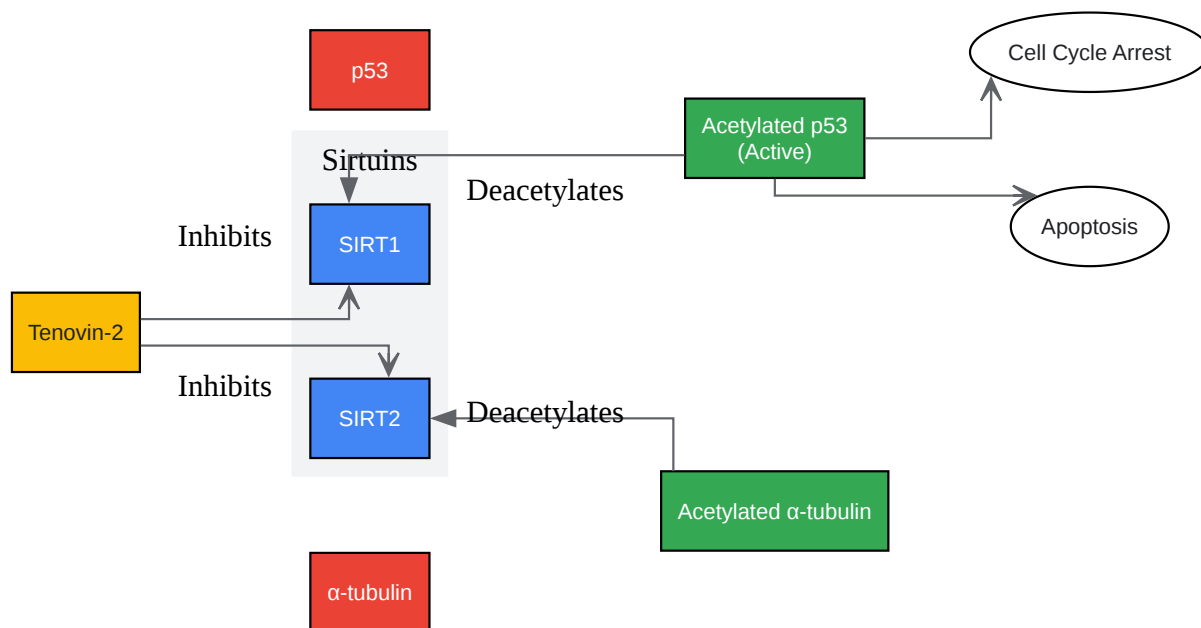 p53
Cell Cycle Arrest
Acetylated p53
(Active)
Sirtuins
Deacetylates
Inhibits
SIRT1
Apoptosis
Tenovin-2
Inhibits
SIRT2
Deacetylates
Acetylated α-tubulin
α-tubulin